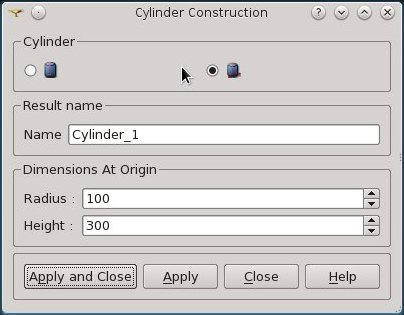 Cylinder Construction
Cylinder
Result name
Name Cylinder_1
Dimensions At Origin
Radius : 100
Height : 300
Apply and Close Apply Close Help